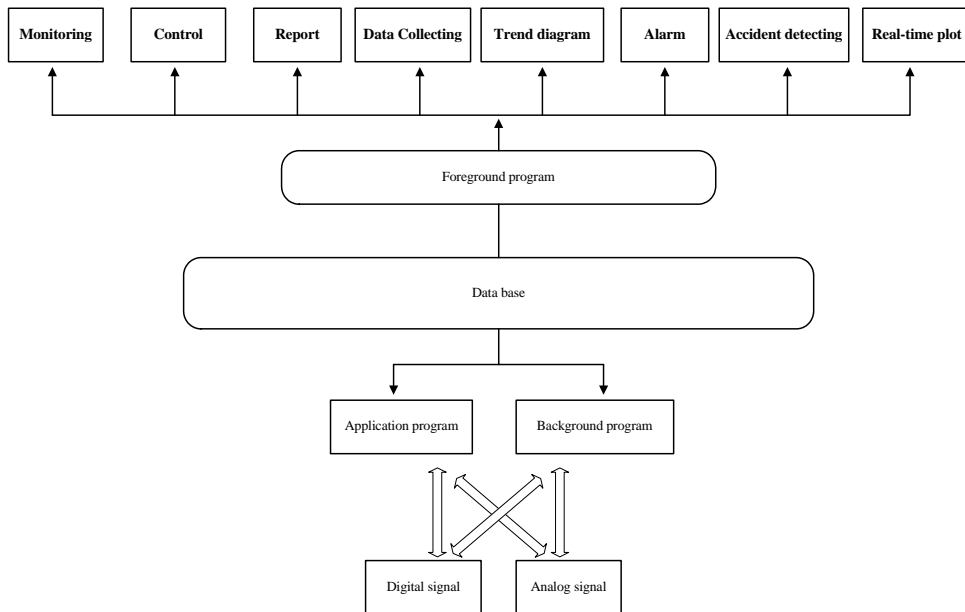 Monitoring
Control
Report
Data Collecting
Trend diagram
Alarm
Accident detecting
Real-time plot
Foreground program
Data base
Application program
Background program
Digital signal
Analog signal